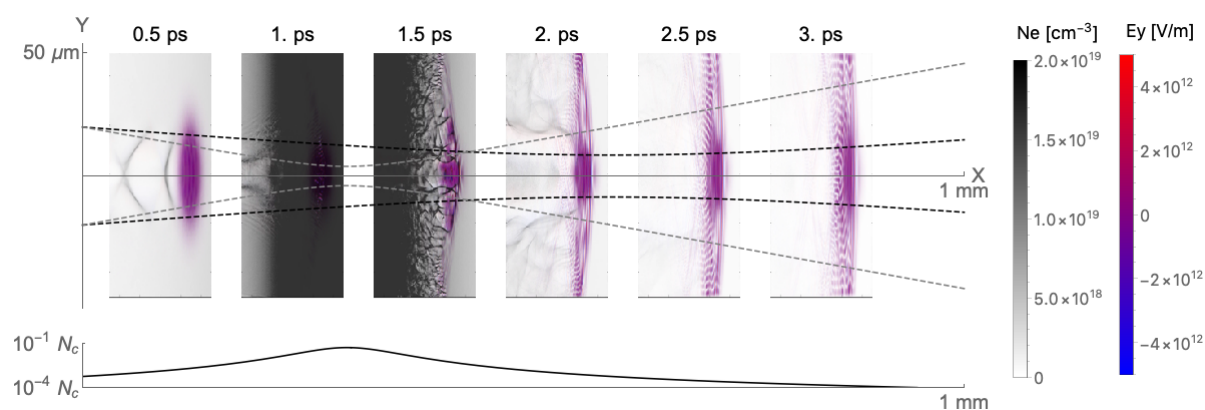 Y
50 μm
0.5 ps
1. ps
1.5 ps
2. ps
2.5 ps
3. ps
X
1 mm
Ne [cm⁻³]
2.0×10¹⁹
1.5×10¹⁹
1.0×10¹⁹
5.0×10¹⁸
0
Ey [V/m]
4×10¹²
2×10¹²
0
−2×10¹²
−4×10¹²
10⁻¹ N_c
10⁻⁴ N_c
1 mm